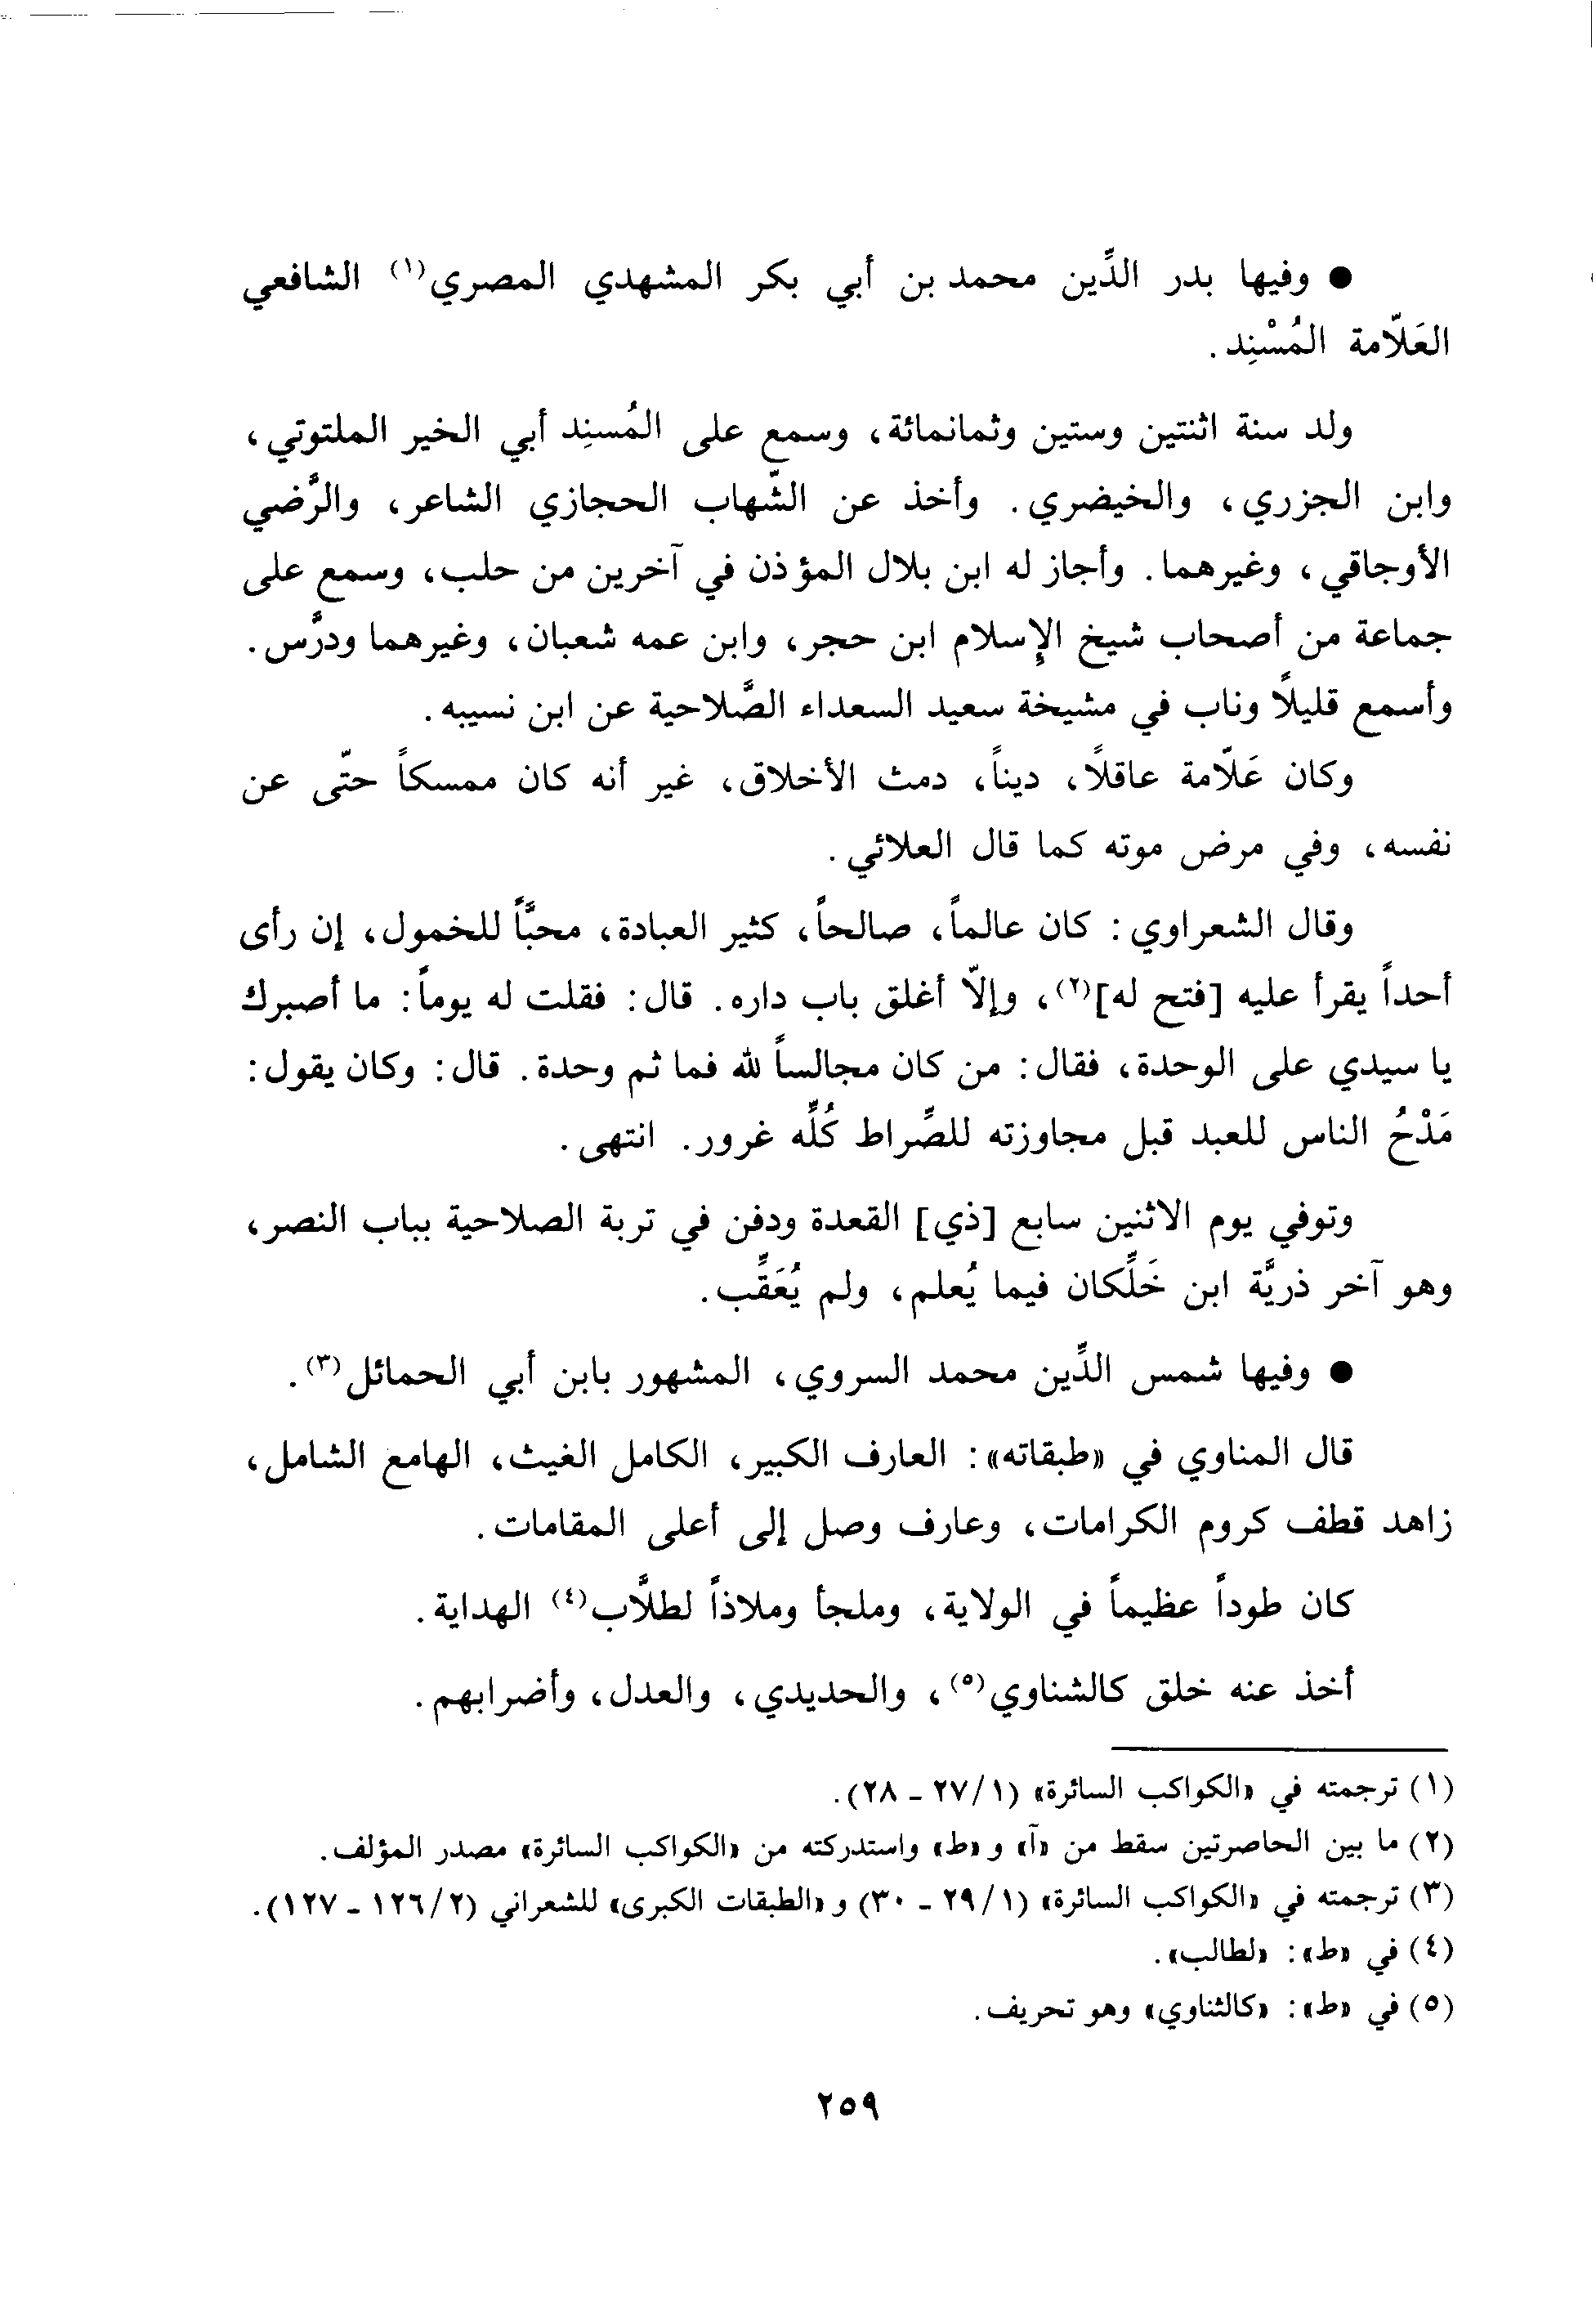 ● وفيها بدر الدِّين محمد بن أبي بكر المشهدي المصري(١) الشافعي
العَلّامة المُسْنِد.
ولد سنة اثنتين وستين وثمانمائة، وسمع على المُسنِد أبي الخير الملتوتي،
وابن الجزري، والخيضري. وأخذ عن الشّهاب الحجازي الشاعر، والرَّضي
الأوجاقي، وغيرهما. وأجاز له ابن بلال المؤذن في آخرين من حلب، وسمع على
جماعة من أصحاب شيخ الإسلام ابن حجر، وابن عمه شعبان، وغيرهما ودرَّس.
وأسمع قليلاً وناب في مشيخة سعيد السعداء الصَّلاحية عن ابن نسيبه.
وكان عَلّامة عاقلاً، ديناً، دمث الأخلاق، غير أنه كان ممسكاً حتّى عن
نفسه، وفي مرض موته كما قال العلائي.
وقال الشعراوي: كان عالماً، صالحاً، كثير العبادة، محبَّاً للخمول، إن رأى
أحداً يقرأ عليه [فتح له](٢)، وإلّا أغلق باب داره. قال: فقلت له يوماً: ما أصبرك
يا سيدي على الوحدة، فقال: من كان مجالساً لله فما ثم وحدة. قال: وكان يقول:
مَدْحُ الناس للعبد قبل مجاوزته للصِّراط كُلِّه غرور. انتهى.
وتوفي يوم الاثنين سابع [ذي] القعدة ودفن في تربة الصلاحية بباب النصر،
وهو آخر ذريَّة ابن خَلِّكان فيما يُعلم، ولم يُعَقِّب.
● وفيها شمس الدِّين محمد السروي، المشهور بابن أبي الحمائل(٣).
قال المناوي في «طبقاته»: العارف الكبير، الكامل الغيث، الهامع الشامل،
زاهد قطف كروم الكرامات، وعارف وصل إلى أعلى المقامات.
كان طوداً عظيماً في الولاية، وملجأ وملاذاً لطلَّاب(٤) الهداية.
أخذ عنه خلق كالشناوي(٥)، والحديدي، والعدل، وأضرابهم.
(١) ترجمته في «الكواكب السائرة» (١/ ٢٧ - ٢٨).
(٢) ما بين الحاصرتين سقط من «آ» و «ط» واستدركته من «الكواكب السائرة» مصدر المؤلف.
(٣) ترجمته في «الكواكب السائرة» (١/ ٢٩ - ٣٠) و «الطبقات الكبرى» للشعراني (٢/ ١٢٦ - ١٢٧).
(٤) في «ط»: «لطالب».
(٥) في «ط»: «كالثناوي» وهو تحريف.
٢٥٩